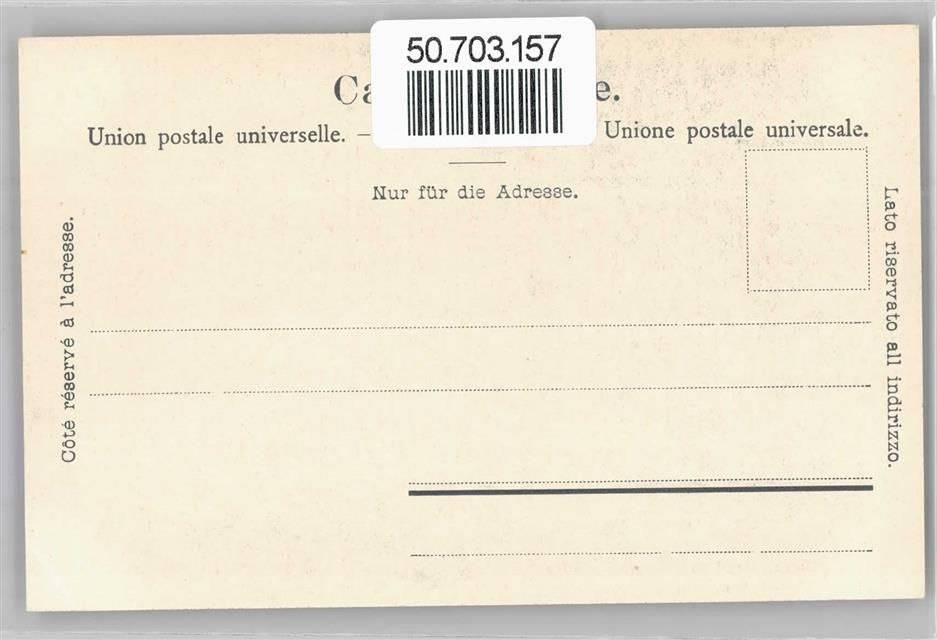 50.703.157
Union postale universelle. — Unione postale universale.
Nur für die Adresse.
Côté réservé à l'adresse.
Lato riservato all indirizzo.